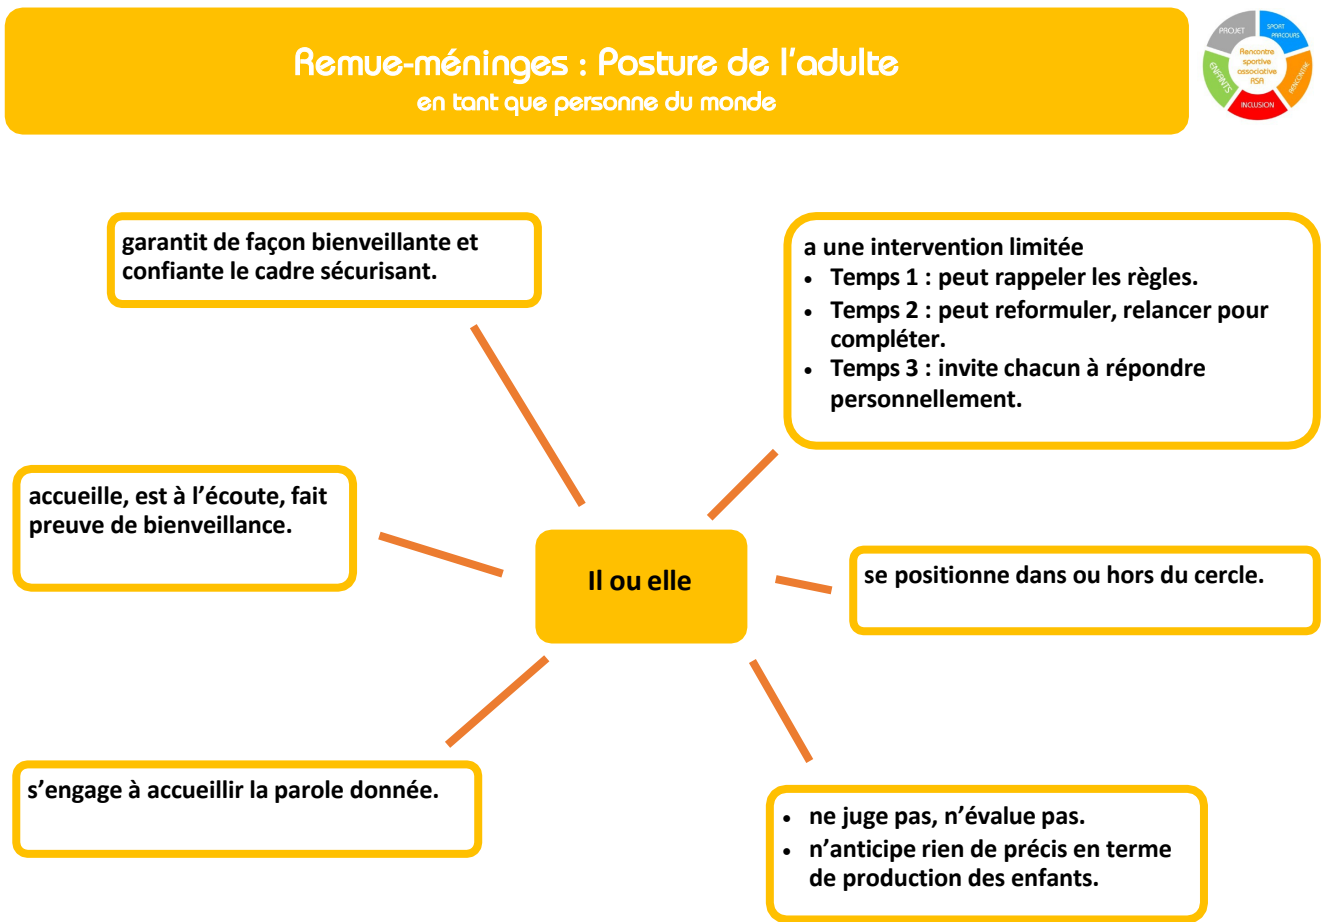 Remue-méninges : Posture de l'adulte
en tant que personne du monde
PROJET
SPORT
PARCOURS
ENFANTS
Rencontre
sportive
associative
RSA
RENCONTRE
INCLUSION
garantit de façon bienveillante et
confiante le cadre sécurisant.
a une intervention limitée
• Temps 1 : peut rappeler les règles.
• Temps 2 : peut reformuler, relancer pour
compléter.
• Temps 3 : invite chacun à répondre
personnellement.
accueille, est à l’écoute, fait
preuve de bienveillance.
Il ou elle
se positionne dans ou hors du cercle.
s’engage à accueillir la parole donnée.
• ne juge pas, n’évalue pas.
• n’anticipe rien de précis en terme
de production des enfants.